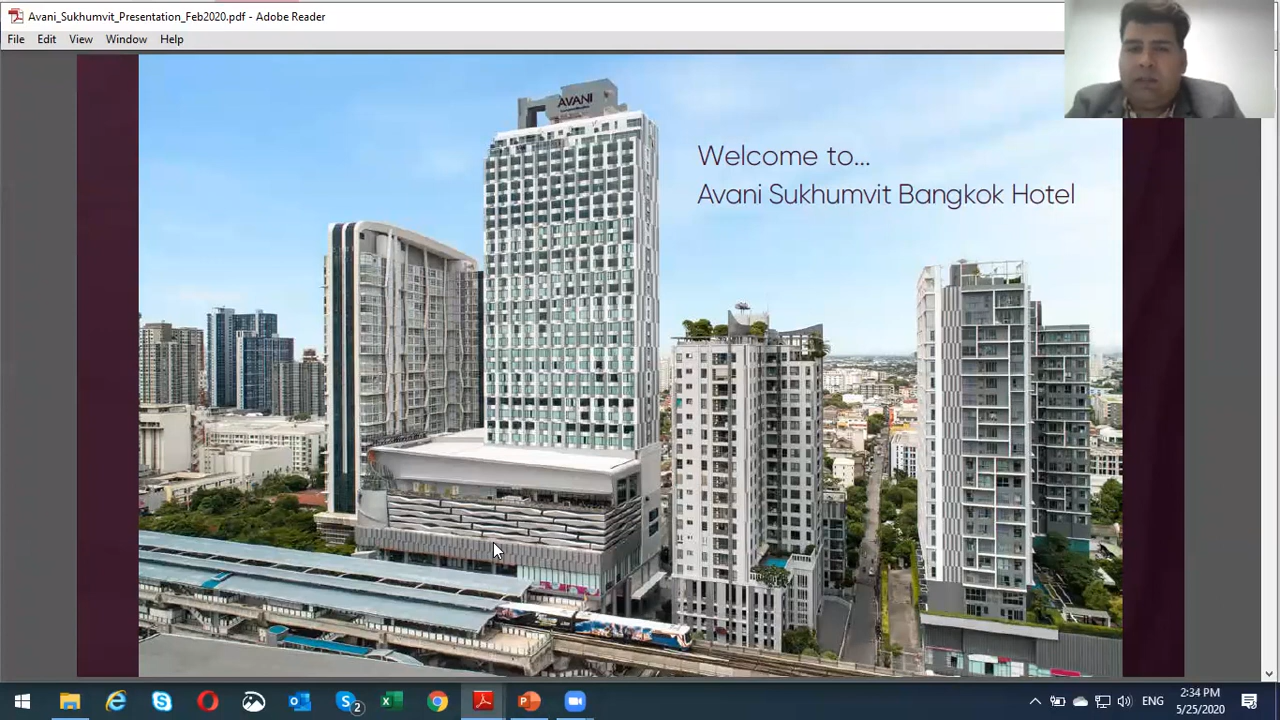 Avani_Sukhumvit_Presentation_Feb2020.pdf - Adobe Reader
File Edit View Window Help
AVANI
Welcome to...
Avani Sukhumvit Bangkok Hotel
2
ENG
2:34 PM
5/25/2020